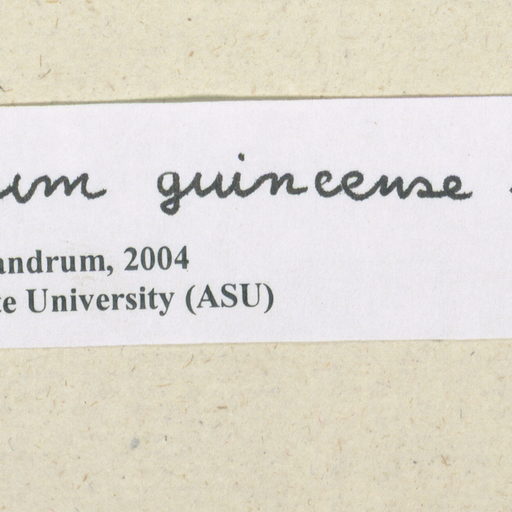 um guineense
andrum, 2004
te University (ASU)